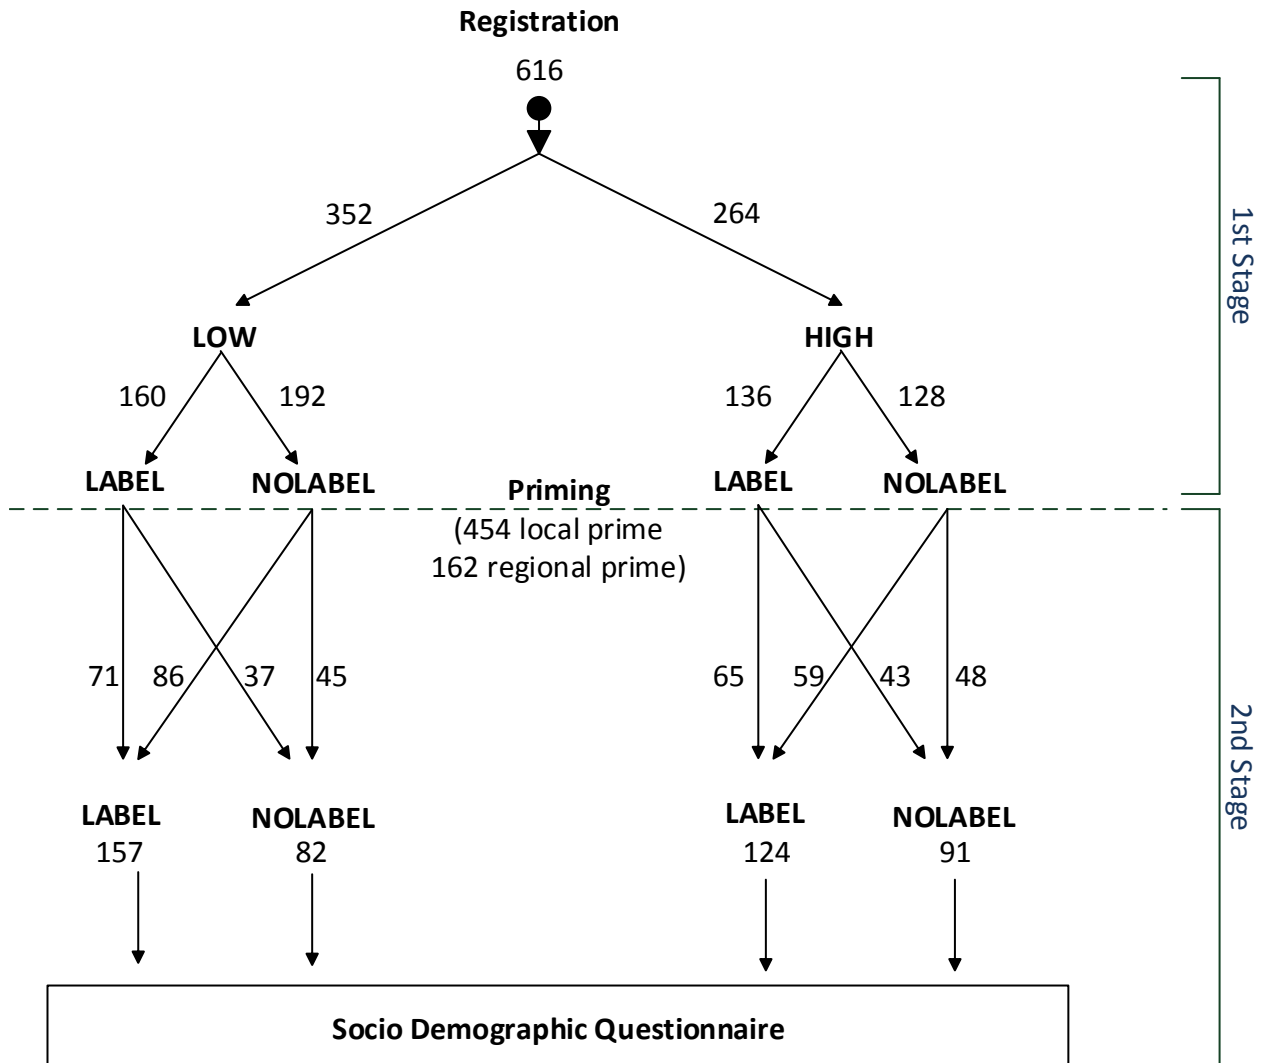 Registration
616
352
264
1st Stage
LOW
HIGH
160
192
136
128
LABEL
NOLABEL
Priming
LABEL
NOLABEL
(454 local prime
162 regional prime)
71
86
37
45
65
59
43
48
2nd Stage
LABEL
NOLABEL
LABEL
NOLABEL
157
82
124
91
Socio Demographic Questionnaire